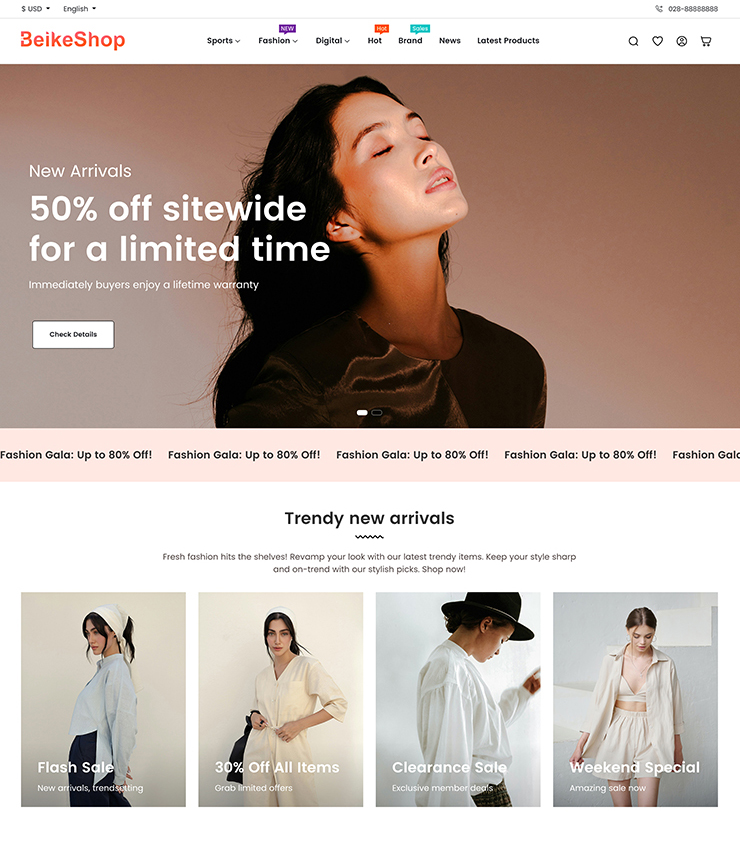 $ USD
English
028-88888888
NEW
Hot
Sales
BeikeShop
Sports
Fashion
Digital
Hot
Brand
News
Latest Products
New Arrivals
50% off sitewide
for a limited time
Immediately buyers enjoy a lifetime warranty
Check Details
Fashion Gala: Up to 80% Off! Fashion Gala: Up to 80% Off! Fashion Gala: Up to 80% Off! Fashion Gala: Up to 80% Off! Fashion Gala
Trendy new arrivals
Fresh fashion hits the shelves! Revamp your look with our latest trendy items. Keep your style sharp
and on-trend with our stylish picks. Shop now!
Flash Sale
New arrivals, trendsetting
30% Off All Items
Grab limited offers
Clearance Sale
Exclusive member deals
Weekend Special
Amazing sale now